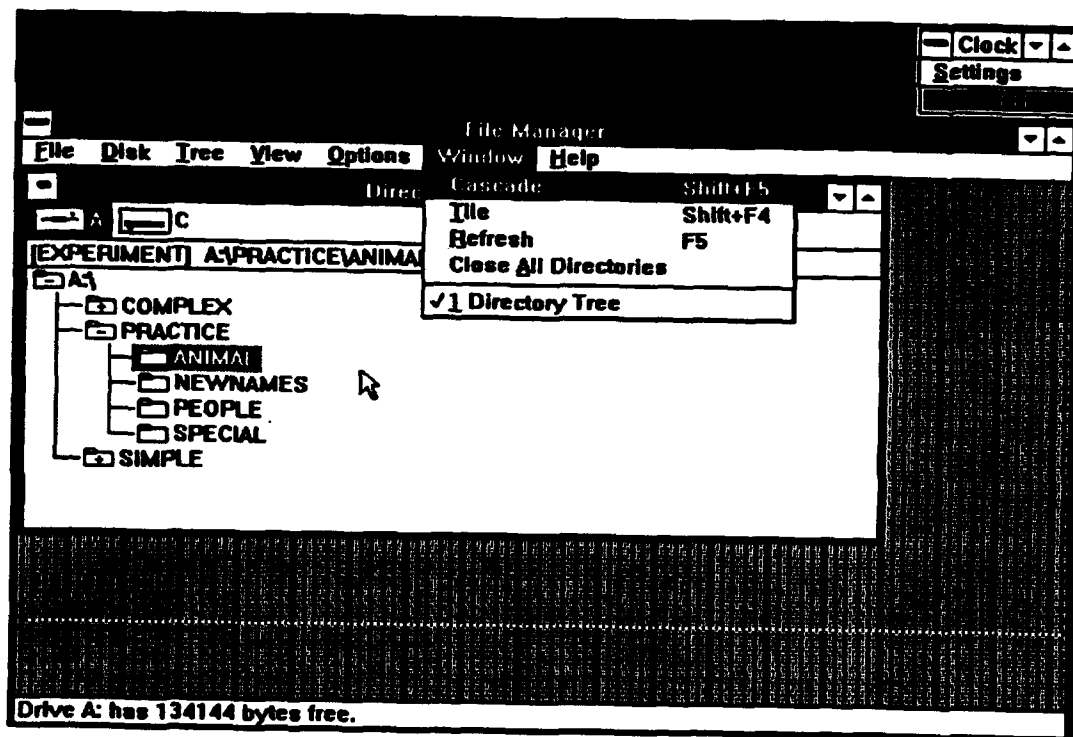 Clock
Settings
File Manager
File Disk Tree View Options Window Help
Direc
Cascade Shift+F5
Tile Shift+F4
Refresh F5
Close All Directories
✓1 Directory Tree
A C
[EXPERIMENT] A:\PRACTICE\ANIMAL
A:\
COMPLEX
PRACTICE
ANIMAL
NEWNAMES
PEOPLE
SPECIAL
SIMPLE
Drive A: has 134144 bytes free.